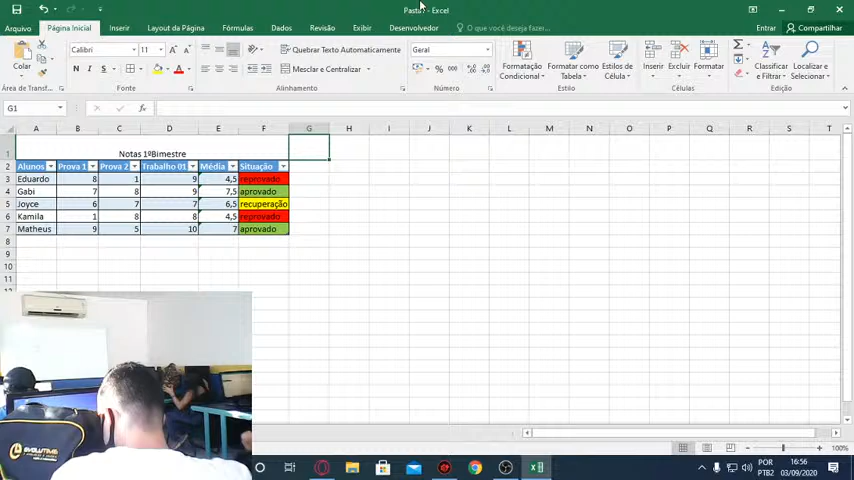 Pasta1 - Excel
Arquivo Página Inicial Inserir Layout da Página Fórmulas Dados Revisão Exibir Desenvolvedor O que você deseja fazer... Entrar Compartilhar
Colar Calibri 11 Quebrar Texto Automaticamente Geral
N I S Mesclar e Centralizar % 000
Formatação Condicional Formatar como Tabela Estilos de Célula Inserir Excluir Formatar Classificar e Filtrar Localizar e Selecionar
Área de Transf... Fonte Alinhamento Número Estilo Células
G1 fx
A B C D E F G H I J K L M N O P Q R S T
1 Notas 1ºBimestre
2 Alunos Prova 1 Prova 2 Trabalho 01 Média Situação
3 Eduardo 8 1 9 4,5 reprovado
4 Gabi 7 8 9 7,5 aprovado
5 Joyce 6 7 7 6,5 recuperação
6 Kamila 1 8 8 4,5 reprovado
7 Matheus 9 5 10 7 aprovado
8
9
10
11
EVOLUTIME
100%
POR
PTB2
16:56
03/09/2020